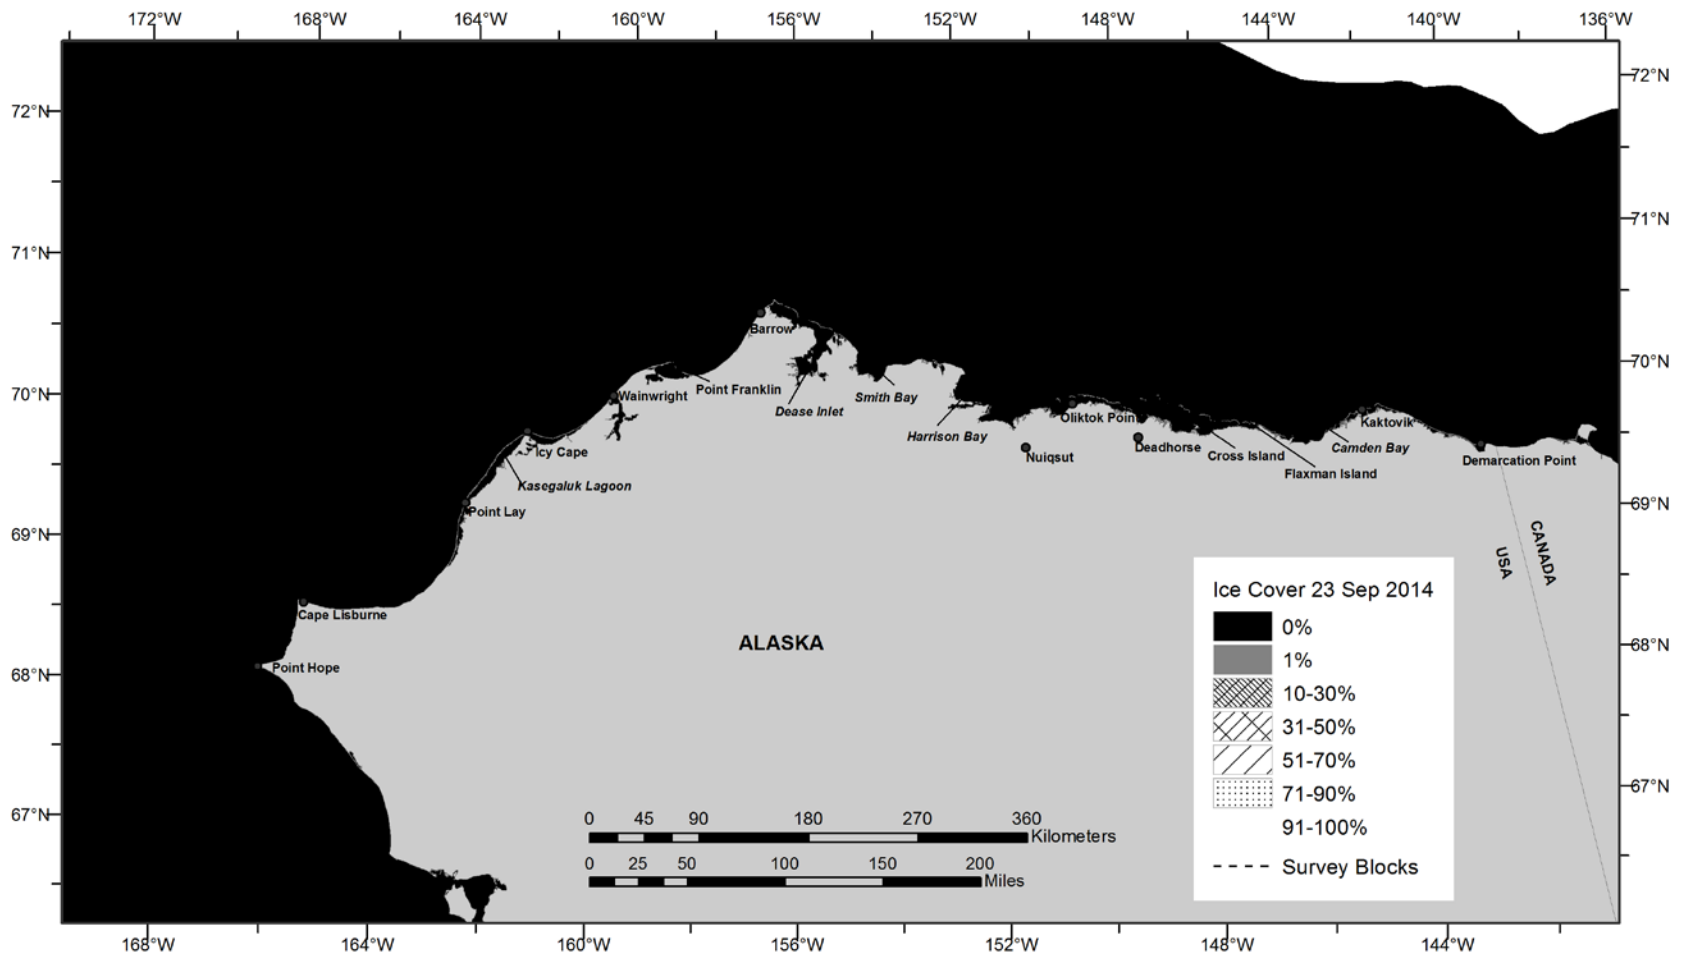 172°W 168°W 164°W 160°W 156°W 152°W 148°W 144°W 140°W 136°W
72°N
72°N
71°N
71°N
70°N
70°N
69°N
69°N
68°N
68°N
67°N
67°N
Barrow
Point Franklin
Wainwright
Dease Inlet
Smith Bay
Harrison Bay
Oliktok Point
Nuiqsut
Deadhorse
Cross Island
Flaxman Island
Camden Bay
Kaktovik
Demarcation Point
Icy Cape
Kasegaluk Lagoon
Point Lay
Cape Lisburne
Point Hope
ALASKA
USA
CANADA
Ice Cover 23 Sep 2014
0%
1%
10-30%
31-50%
51-70%
71-90%
91-100%
Survey Blocks
0 45 90 180 270 360
Kilometers
0 25 50 100 150 200
Miles
168°W 164°W 160°W 156°W 152°W 148°W 144°W